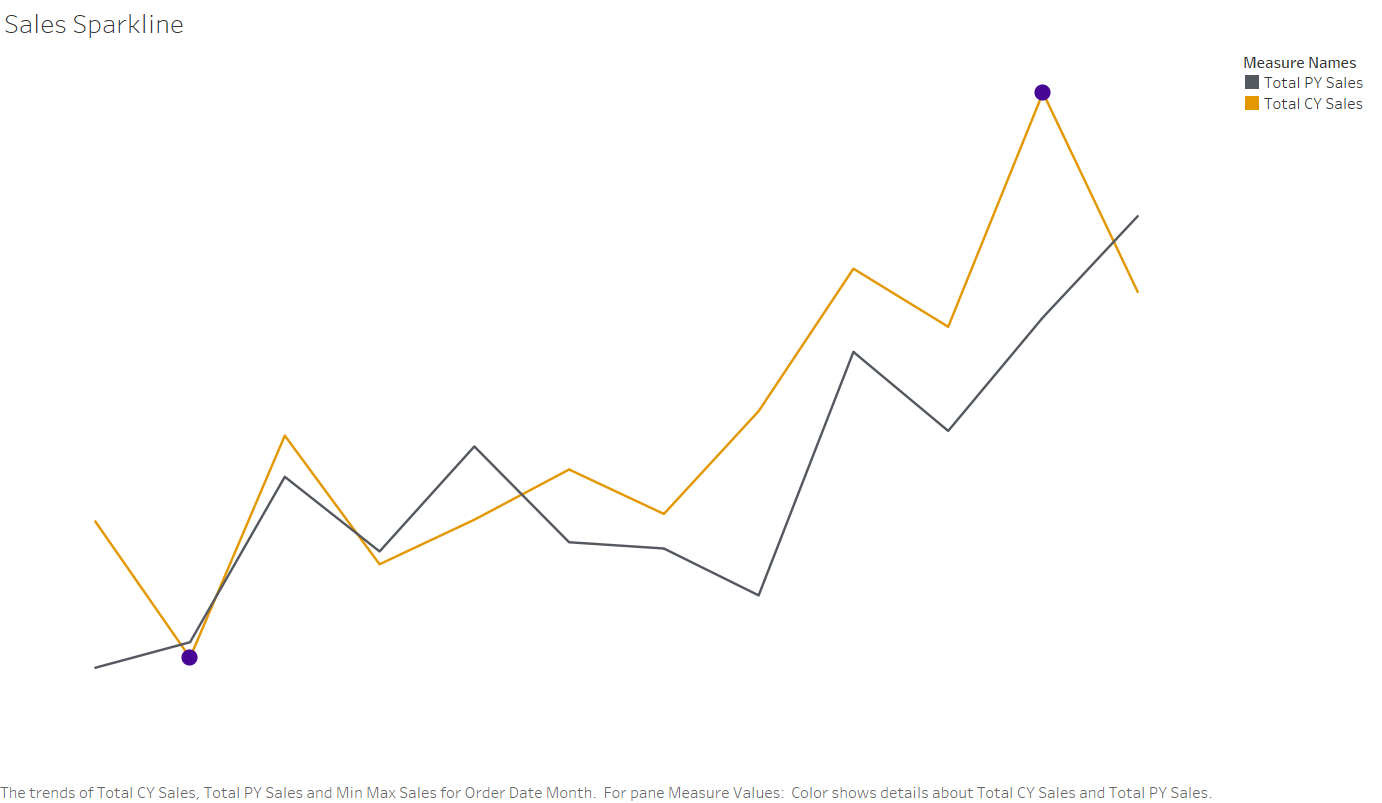 Sales Sparkline
Measure Names
Total PY Sales
Total CY Sales
The trends of Total CY Sales, Total PY Sales and Min Max Sales for Order Date Month.  For pane Measure Values:  Color shows details about Total CY Sales and Total PY Sales.